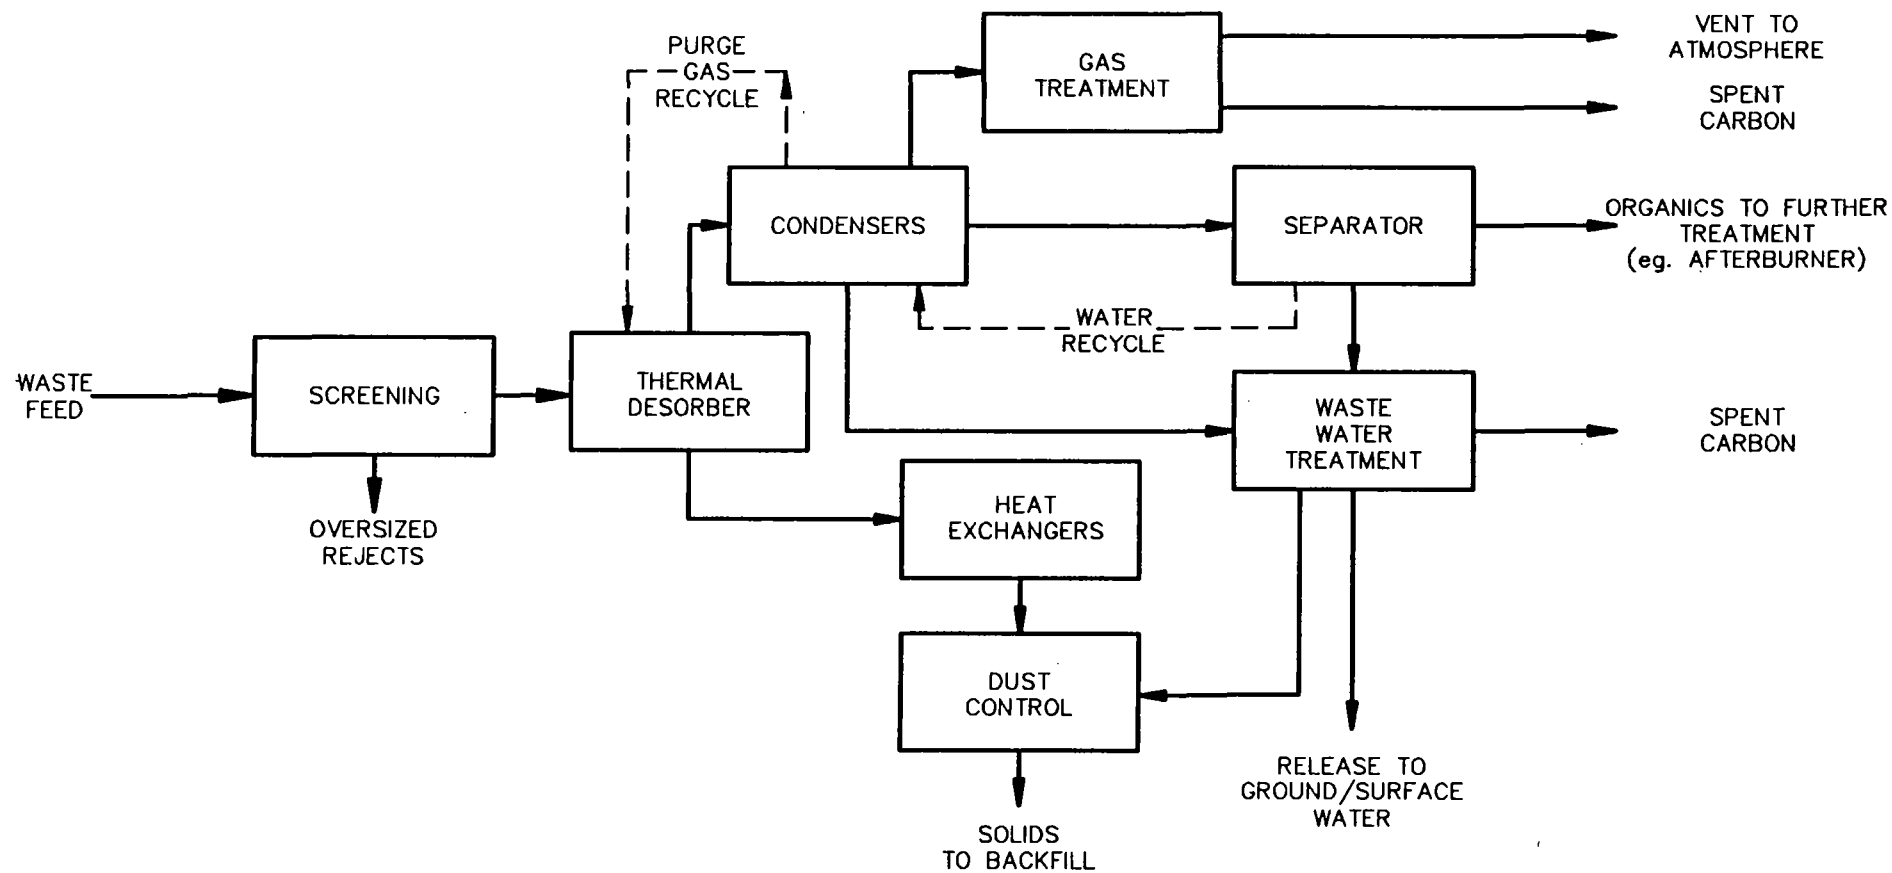 PURGE
GAS
RECYCLE
GAS
TREATMENT
VENT TO
ATMOSPHERE
SPENT
CARBON
CONDENSERS
SEPARATOR
ORGANICS TO FURTHER
TREATMENT
(eg. AFTERBURNER)
WATER
RECYCLE
WASTE
FEED
SCREENING
THERMAL
DESORBER
WASTE
WATER
TREATMENT
SPENT
CARBON
OVERSIZED
REJECTS
HEAT
EXCHANGERS
DUST
CONTROL
RELEASE TO
GROUND/SURFACE
WATER
SOLIDS
TO BACKFILL